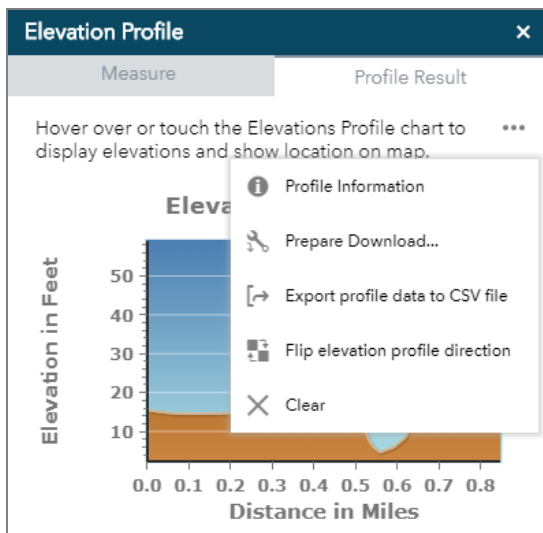 Elevation Profile
Measure
Profile Result
Hover over or touch the Elevations Profile chart to
display elevations and show location on map.
Profile Information
Prepare Download...
Export profile data to CSV file
Flip elevation profile direction
Clear
Eleva
Elevation in Feet
50
40
30
20
10
0.0 0.1 0.2 0.3 0.4 0.5 0.6 0.7 0.8
Distance in Miles